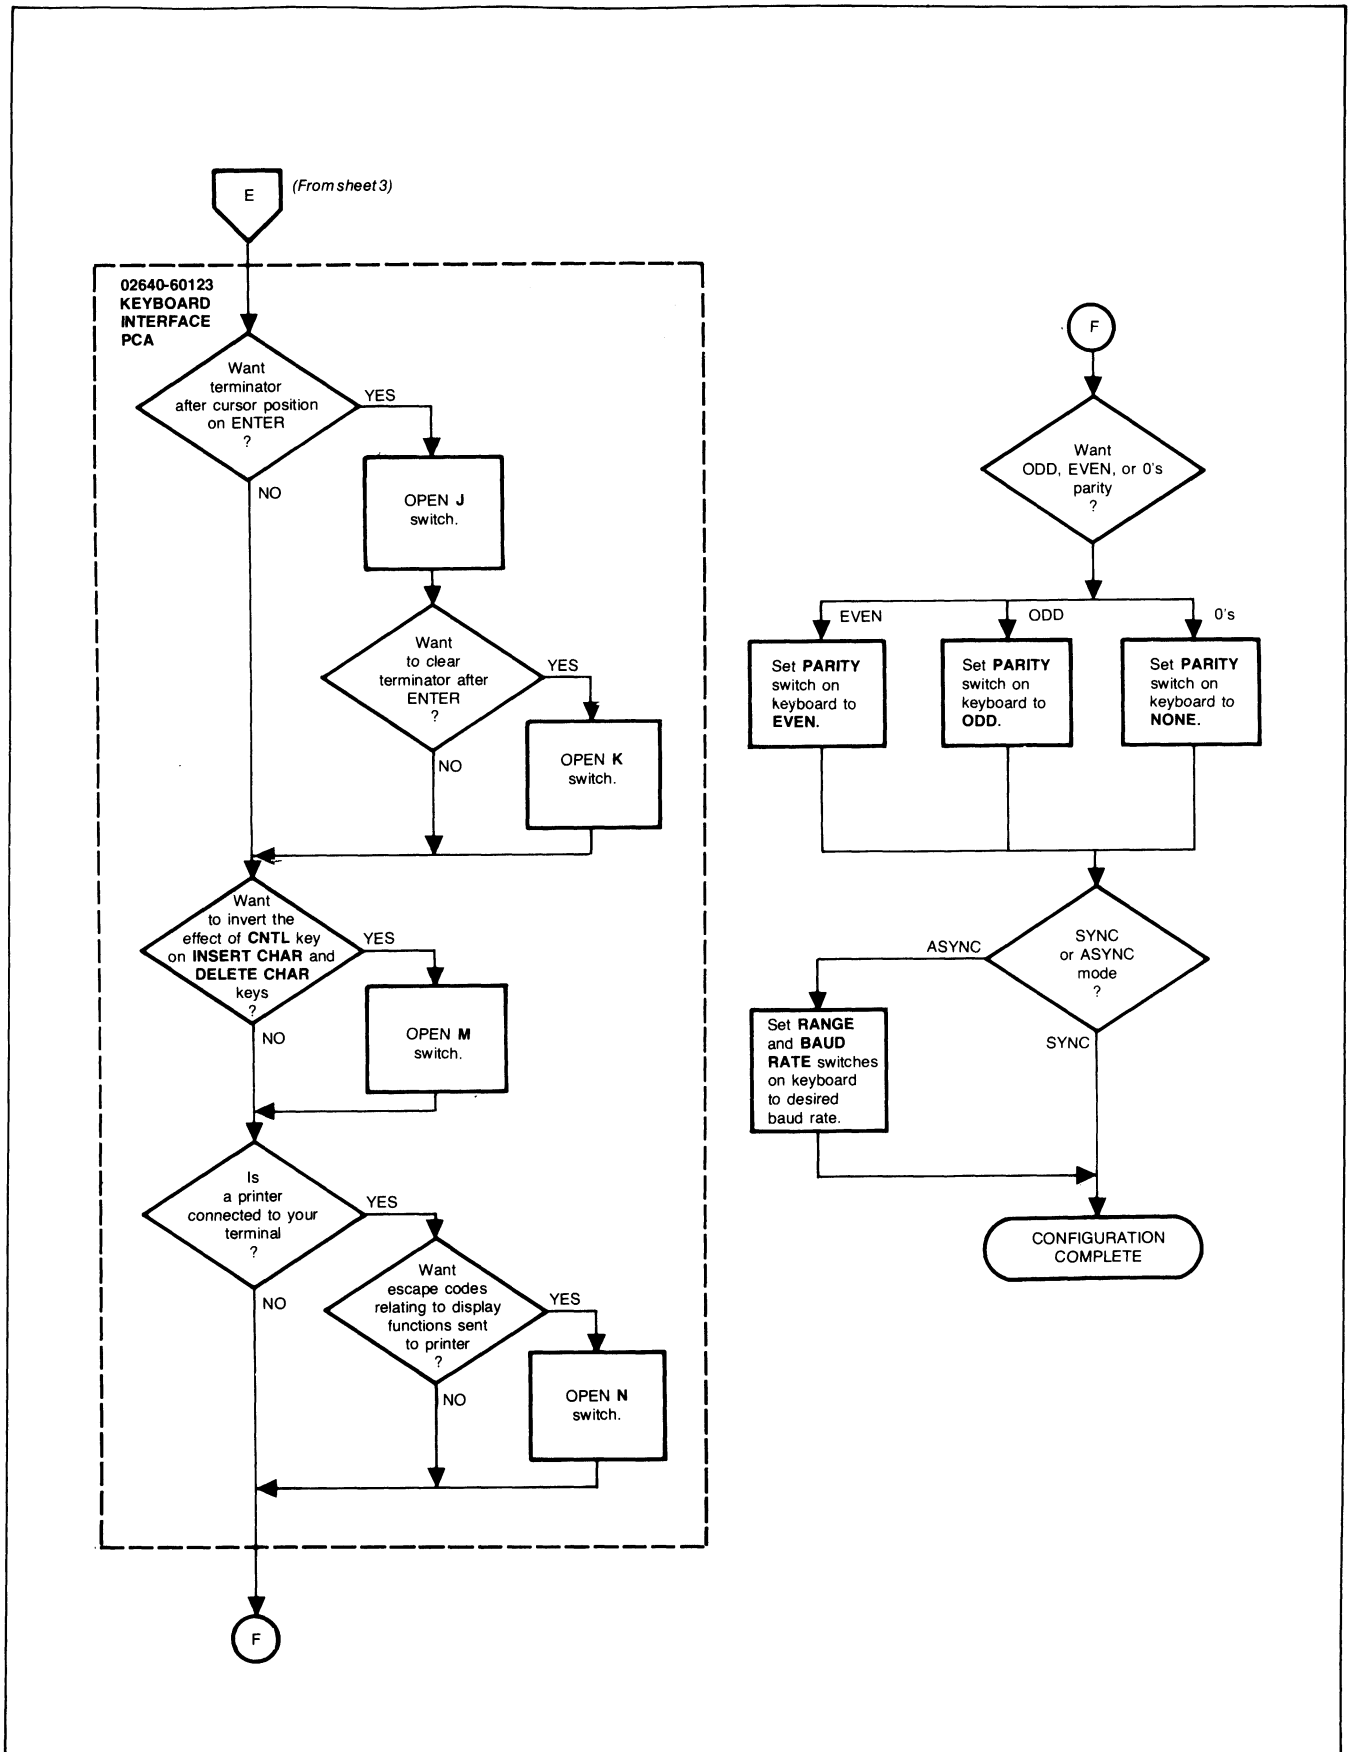 E
(From sheet 3)
02640-60123
KEYBOARD
INTERFACE
PCA
Want
terminator
after cursor position
on ENTER
?
YES
NO
OPEN J
switch.
Want
to clear
terminator after
ENTER
?
YES
NO
OPEN K
switch.
Want
to invert the
effect of CNTL key
on INSERT CHAR and
DELETE CHAR
keys
?
YES
NO
OPEN M
switch.
Is
a printer
connected to your
terminal
?
YES
NO
Want
escape codes
relating to display
functions sent
to printer
?
YES
NO
OPEN N
switch.
F
F
Want
ODD, EVEN, or 0's
parity
?
EVEN
ODD
0's
Set PARITY
switch on
keyboard to
EVEN.
Set PARITY
switch on
keyboard to
ODD.
Set PARITY
switch on
keyboard to
NONE.
SYNC
or ASYNC
mode
?
ASYNC
SYNC
Set RANGE
and BAUD
RATE switches
on keyboard
to desired
baud rate.
CONFIGURATION
COMPLETE